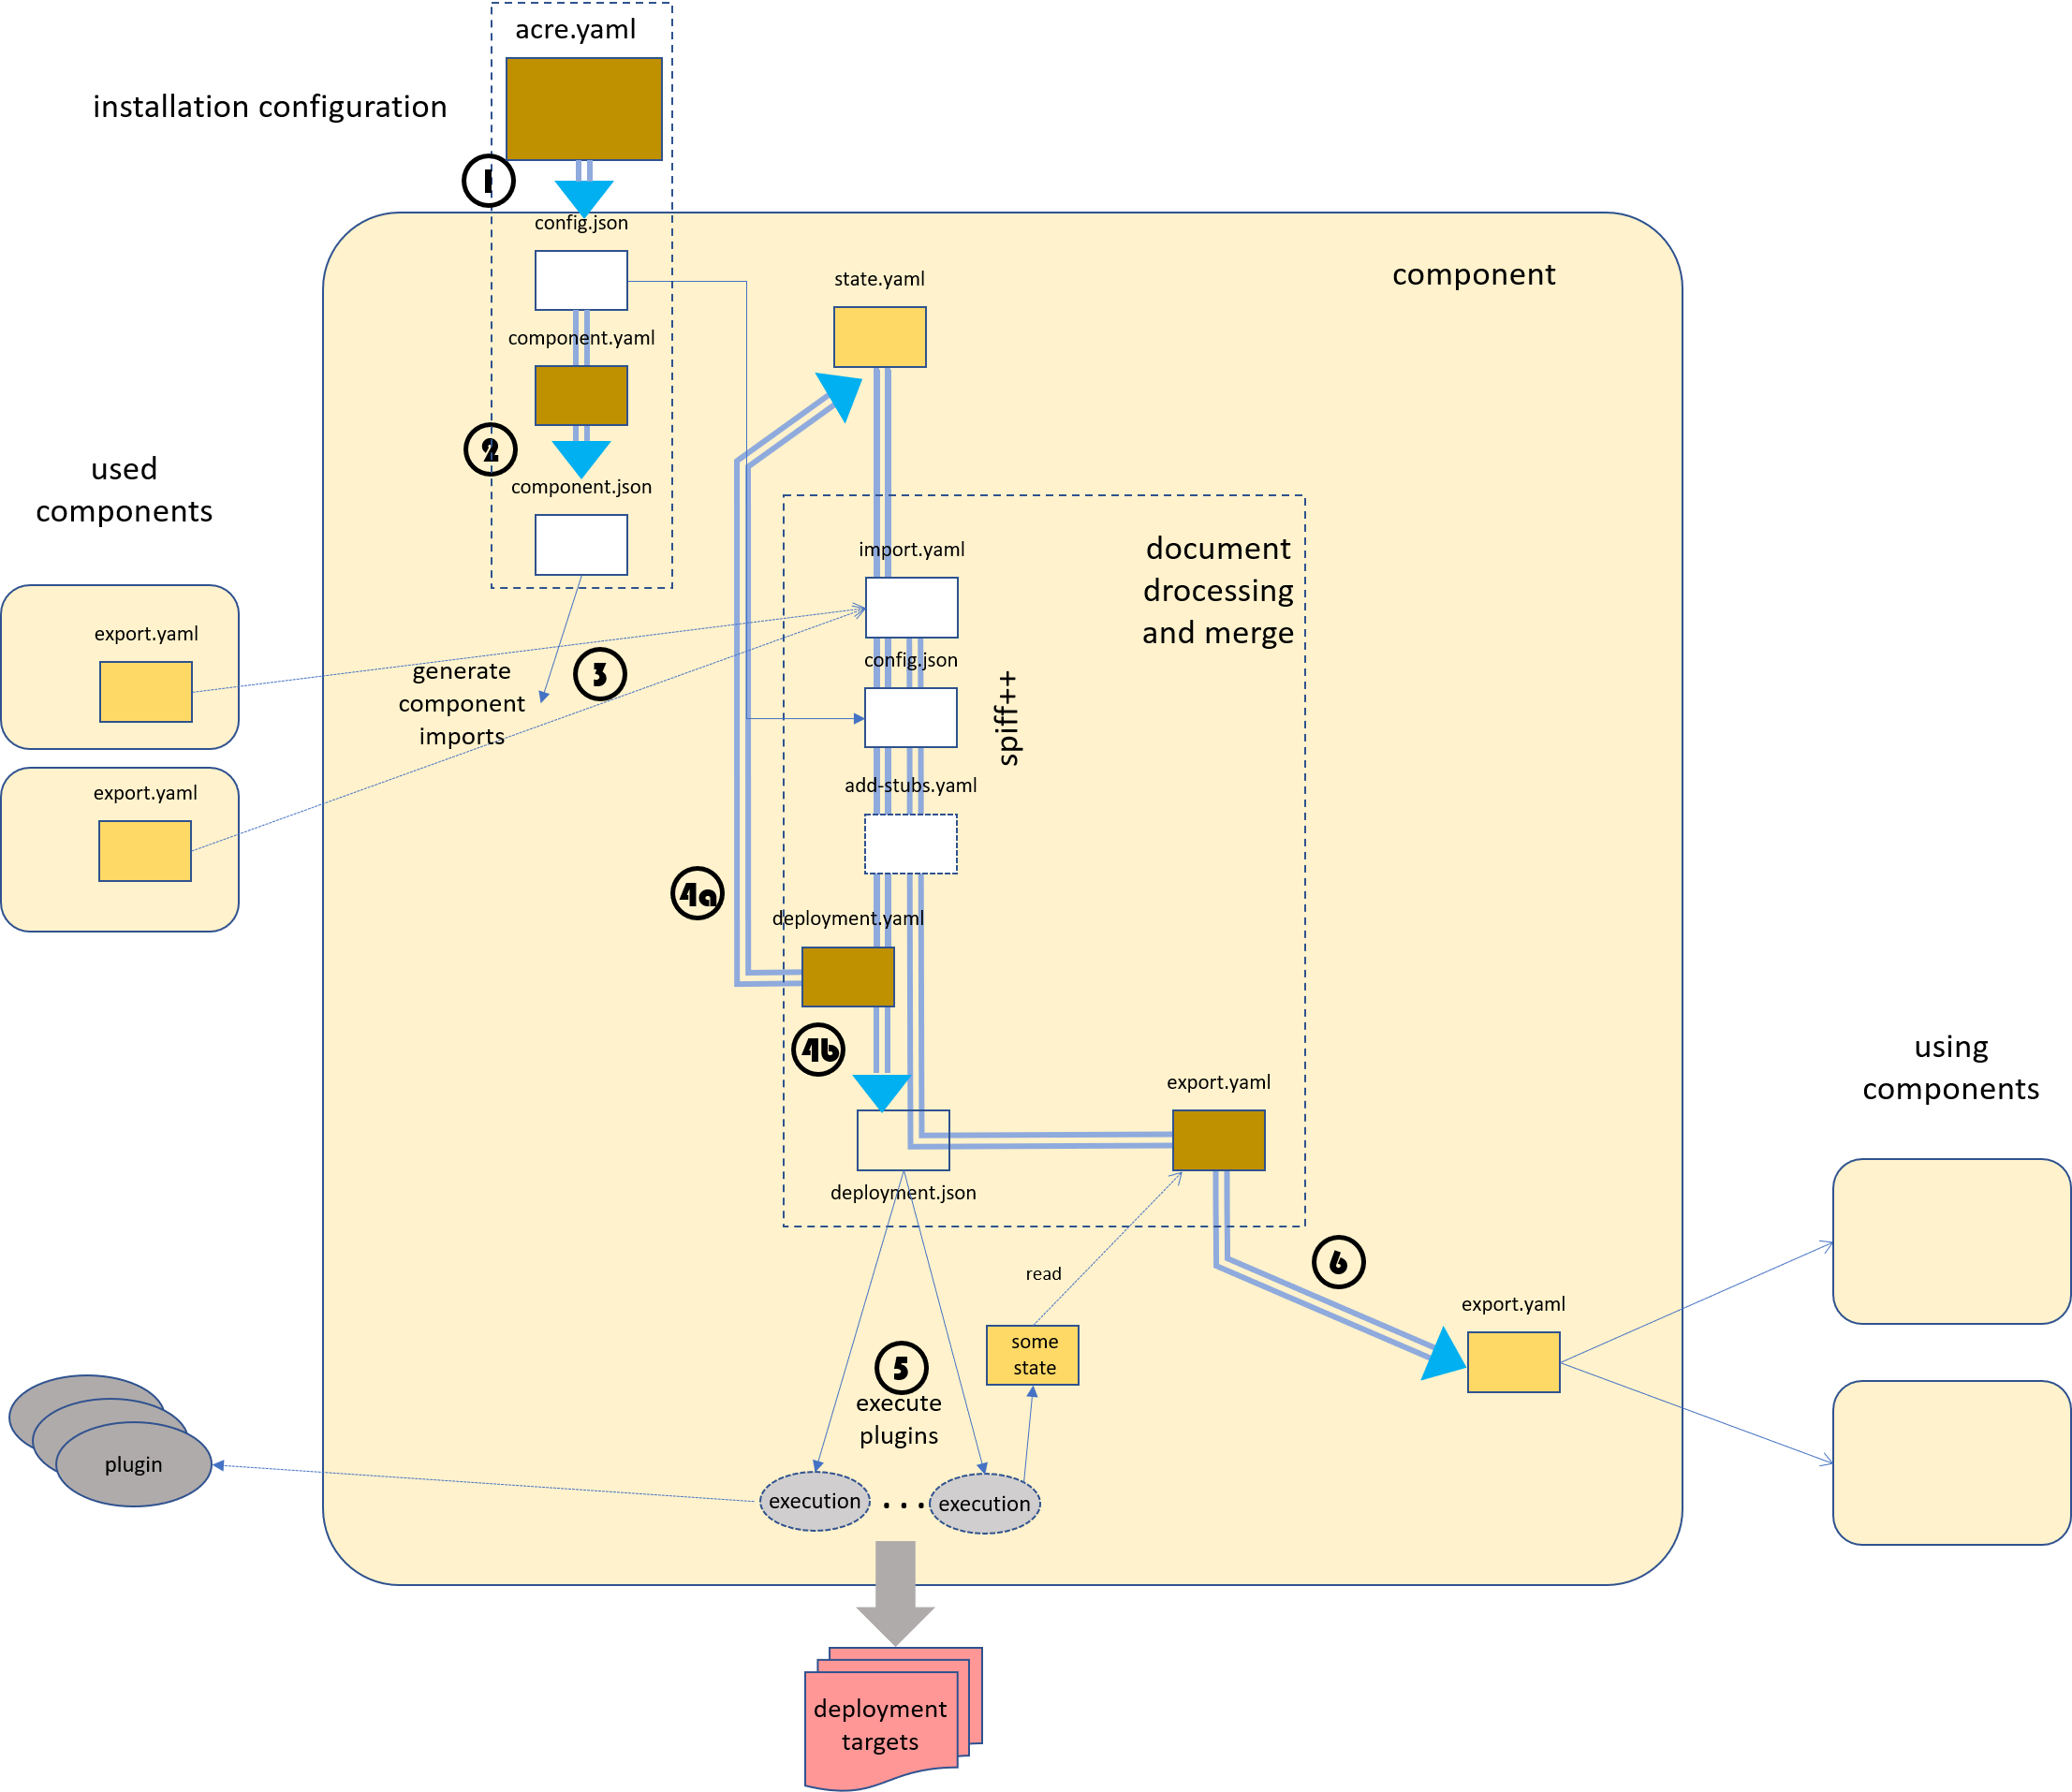 acre.yaml
installation configuration
1
config.json
component
state.yaml
component.yaml
2
component.json
used
components
import.yaml
document
drocessing
and merge
export.yaml
generate
component
imports
3
config.json
spiff++
export.yaml
add-stubs.yaml
4a
deployment.yaml
4b
using
components
export.yaml
deployment.json
6
read
export.yaml
some
state
5
execute
plugins
plugin
execution
...
execution
deployment
targets